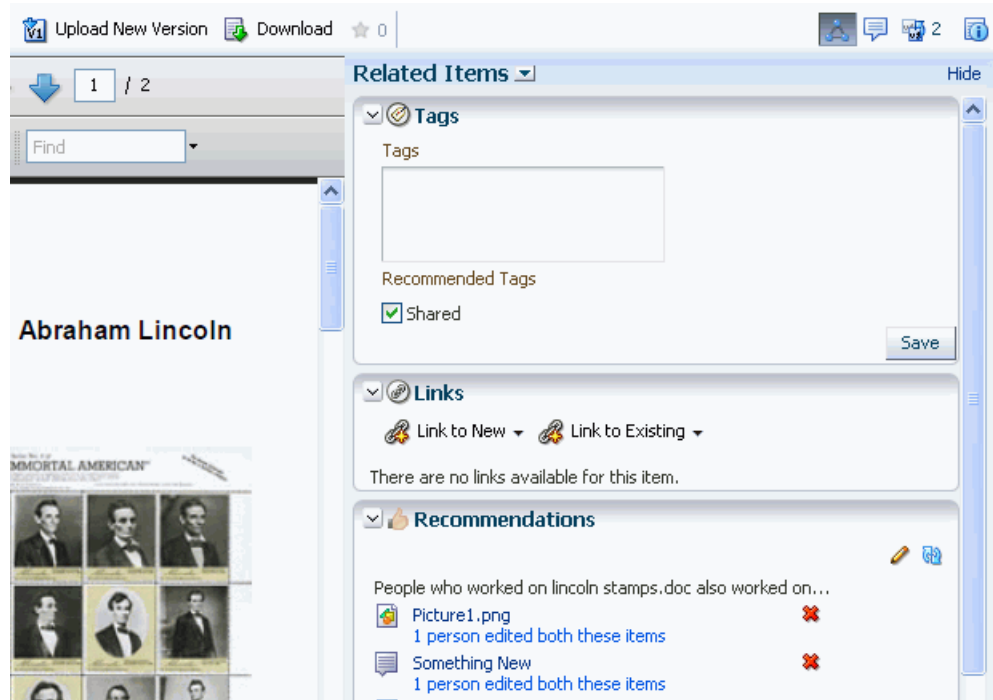 Upload New Version Download 0 2
Related Items Hide
1 / 2
Tags
Find
Tags
Recommended Tags
Shared
Abraham Lincoln
Save
Links
Link to New Link to Existing
IMMORTAL AMERICAN"
There are no links available for this item.
Recommendations
People who worked on lincoln stamps.doc also worked on...
Picture1.png
1 person edited both these items
Something New
1 person edited both these items